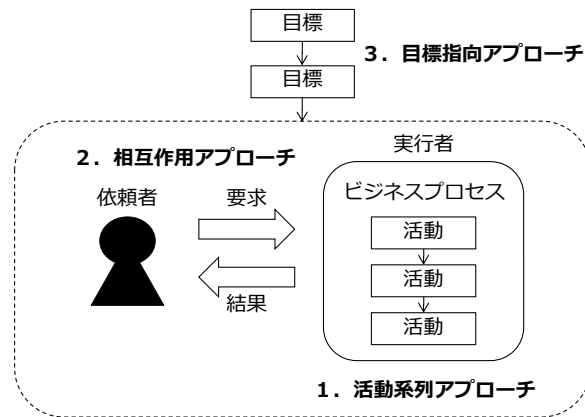 目標
目標
3．目標指向アプローチ
2．相互作用アプローチ
依頼者
要求
結果
実行者
ビジネスプロセス
活動
活動
活動
1．活動系列アプローチ